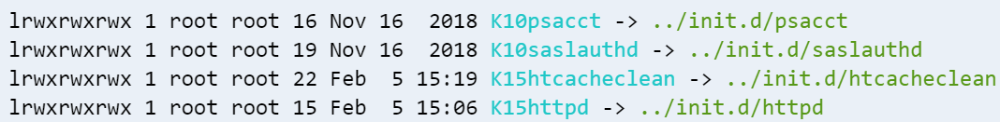 lrwxrwxrwx 1 root root 16 Nov 16  2018 K10psacct -> ../init.d/psacct
lrwxrwxrwx 1 root root 19 Nov 16  2018 K10saslauthd -> ../init.d/saslauthd
lrwxrwxrwx 1 root root 22 Feb  5 15:19 K15htcacheclean -> ../init.d/htcacheclean
lrwxrwxrwx 1 root root 15 Feb  5 15:06 K15httpd -> ../init.d/httpd